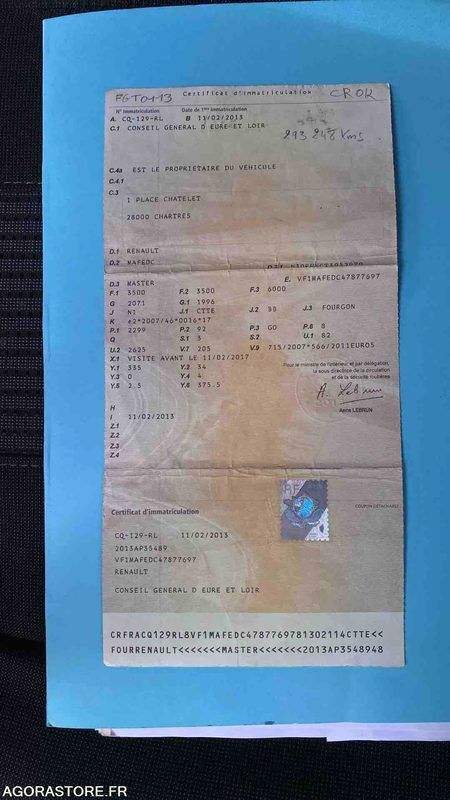 FGT0113 Certificat d'immatriculation CROK
N° Immatriculation Date de 1ère immatriculation
A. CQ-129-RL B 11/02/2013
C.1 CONSEIL GENERAL D EURE ET LOIR
293 248 Kms
C.4a EST LE PROPRIETAIRE DU VEHICULE
C.4.1
C.3
1 PLACE CHATELET
28000 CHARTRES
D.1 RENAULT
D.2 MAFEDC
D.3 MASTER E. VF1MAFEDC47877697
F.1 3500 F.2 3500 F.3 6000
G 2071 G.1 1996
J N1 J.1 CTTE J.2 BB J.3 FOURGON
K e2*2007/46*0016*17
P.1 2299 P.2 92 P.3 GO P.6 8
Q S.1 3 S.2 U.1 82
U.2 2625 V.7 205 V.9 715/2007*566/2011EURO5
X.1 VISITE AVANT LE 11/02/2017
Y.1 335 Y.2 34
Y.3 0 Y.4 4
Y.5 2.5 Y.6 375.5
Pour le ministre de l'intérieur et par délégation,
la sous directrice de la circulation
et de la sécurité routières
A. Lebrun
Anne LEBRUN
H
I 11/02/2013
Z.1
Z.2
Z.3
Z.4
Certificat d'immatriculation COUPON DÉTACHABLE
CQ-129-RL 11/02/2013
2013AP35489
VF1MAFEDC47877697
RENAULT
CONSEIL GENERAL D EURE ET LOIR
CRFRACQ129RL8VF1MAFEDC4787769781302114CTTE<<
FOURRENAULT<<<<<<<MASTER<<<<<<<2013AP3548948
AGORASTORE.FR